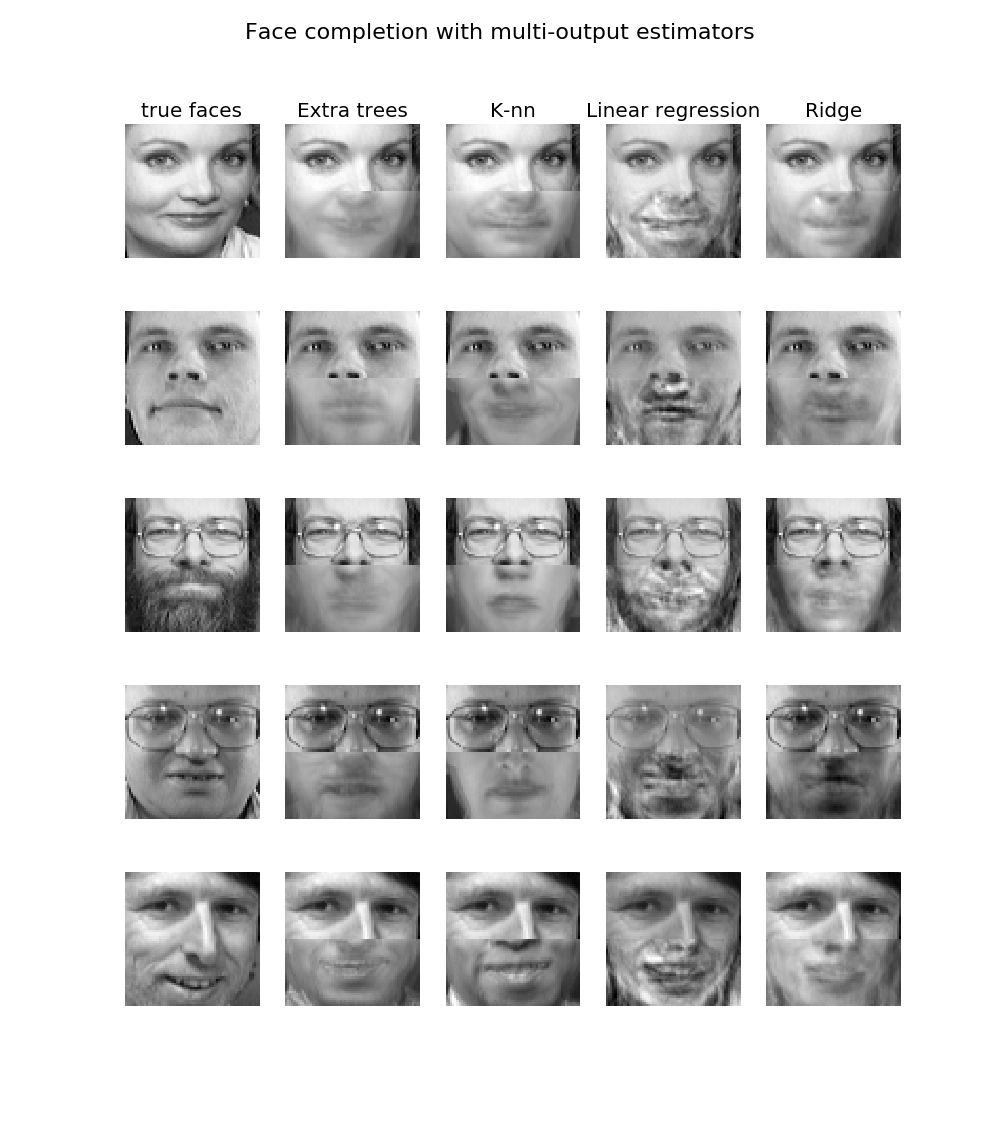 Face completion with multi-output estimators
true faces Extra trees K-nn Linear regression Ridge